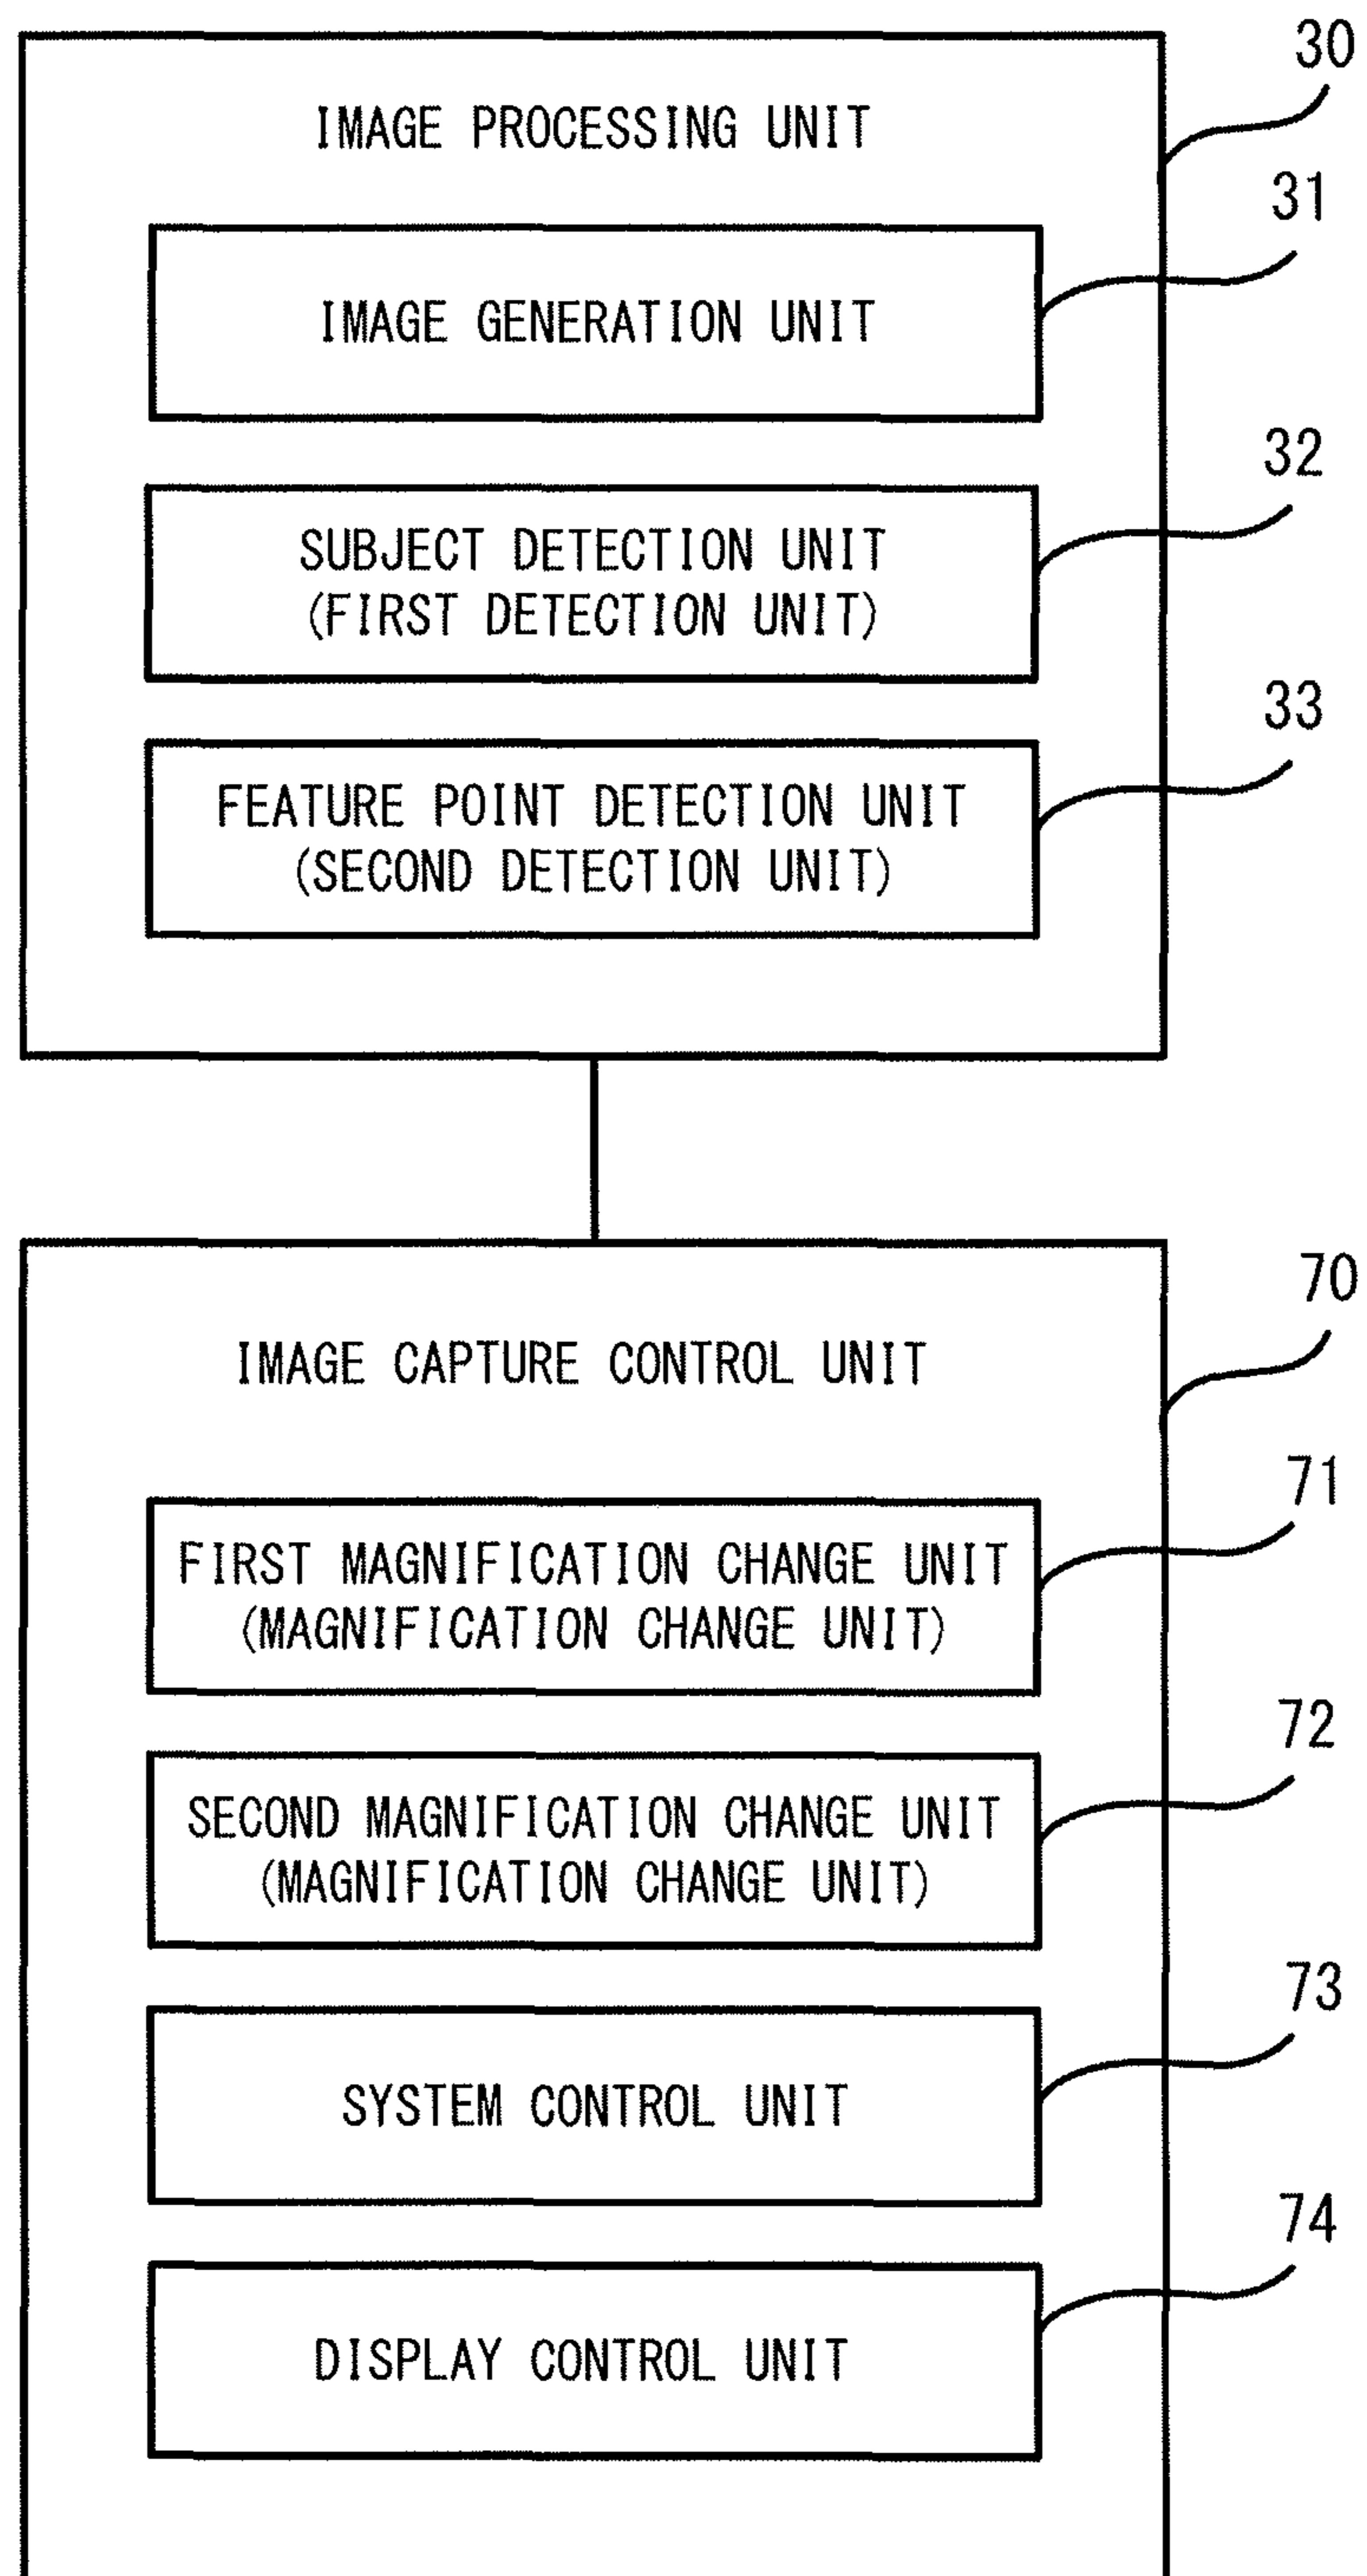 30
IMAGE PROCESSING UNIT
31
IMAGE GENERATION UNIT
32
SUBJECT DETECTION UNIT
(FIRST DETECTION UNIT)
33
FEATURE POINT DETECTION UNIT
(SECOND DETECTION UNIT)
70
IMAGE CAPTURE CONTROL UNIT
71
FIRST MAGNIFICATION CHANGE UNIT
(MAGNIFICATION CHANGE UNIT)
72
SECOND MAGNIFICATION CHANGE UNIT
(MAGNIFICATION CHANGE UNIT)
73
SYSTEM CONTROL UNIT
74
DISPLAY CONTROL UNIT